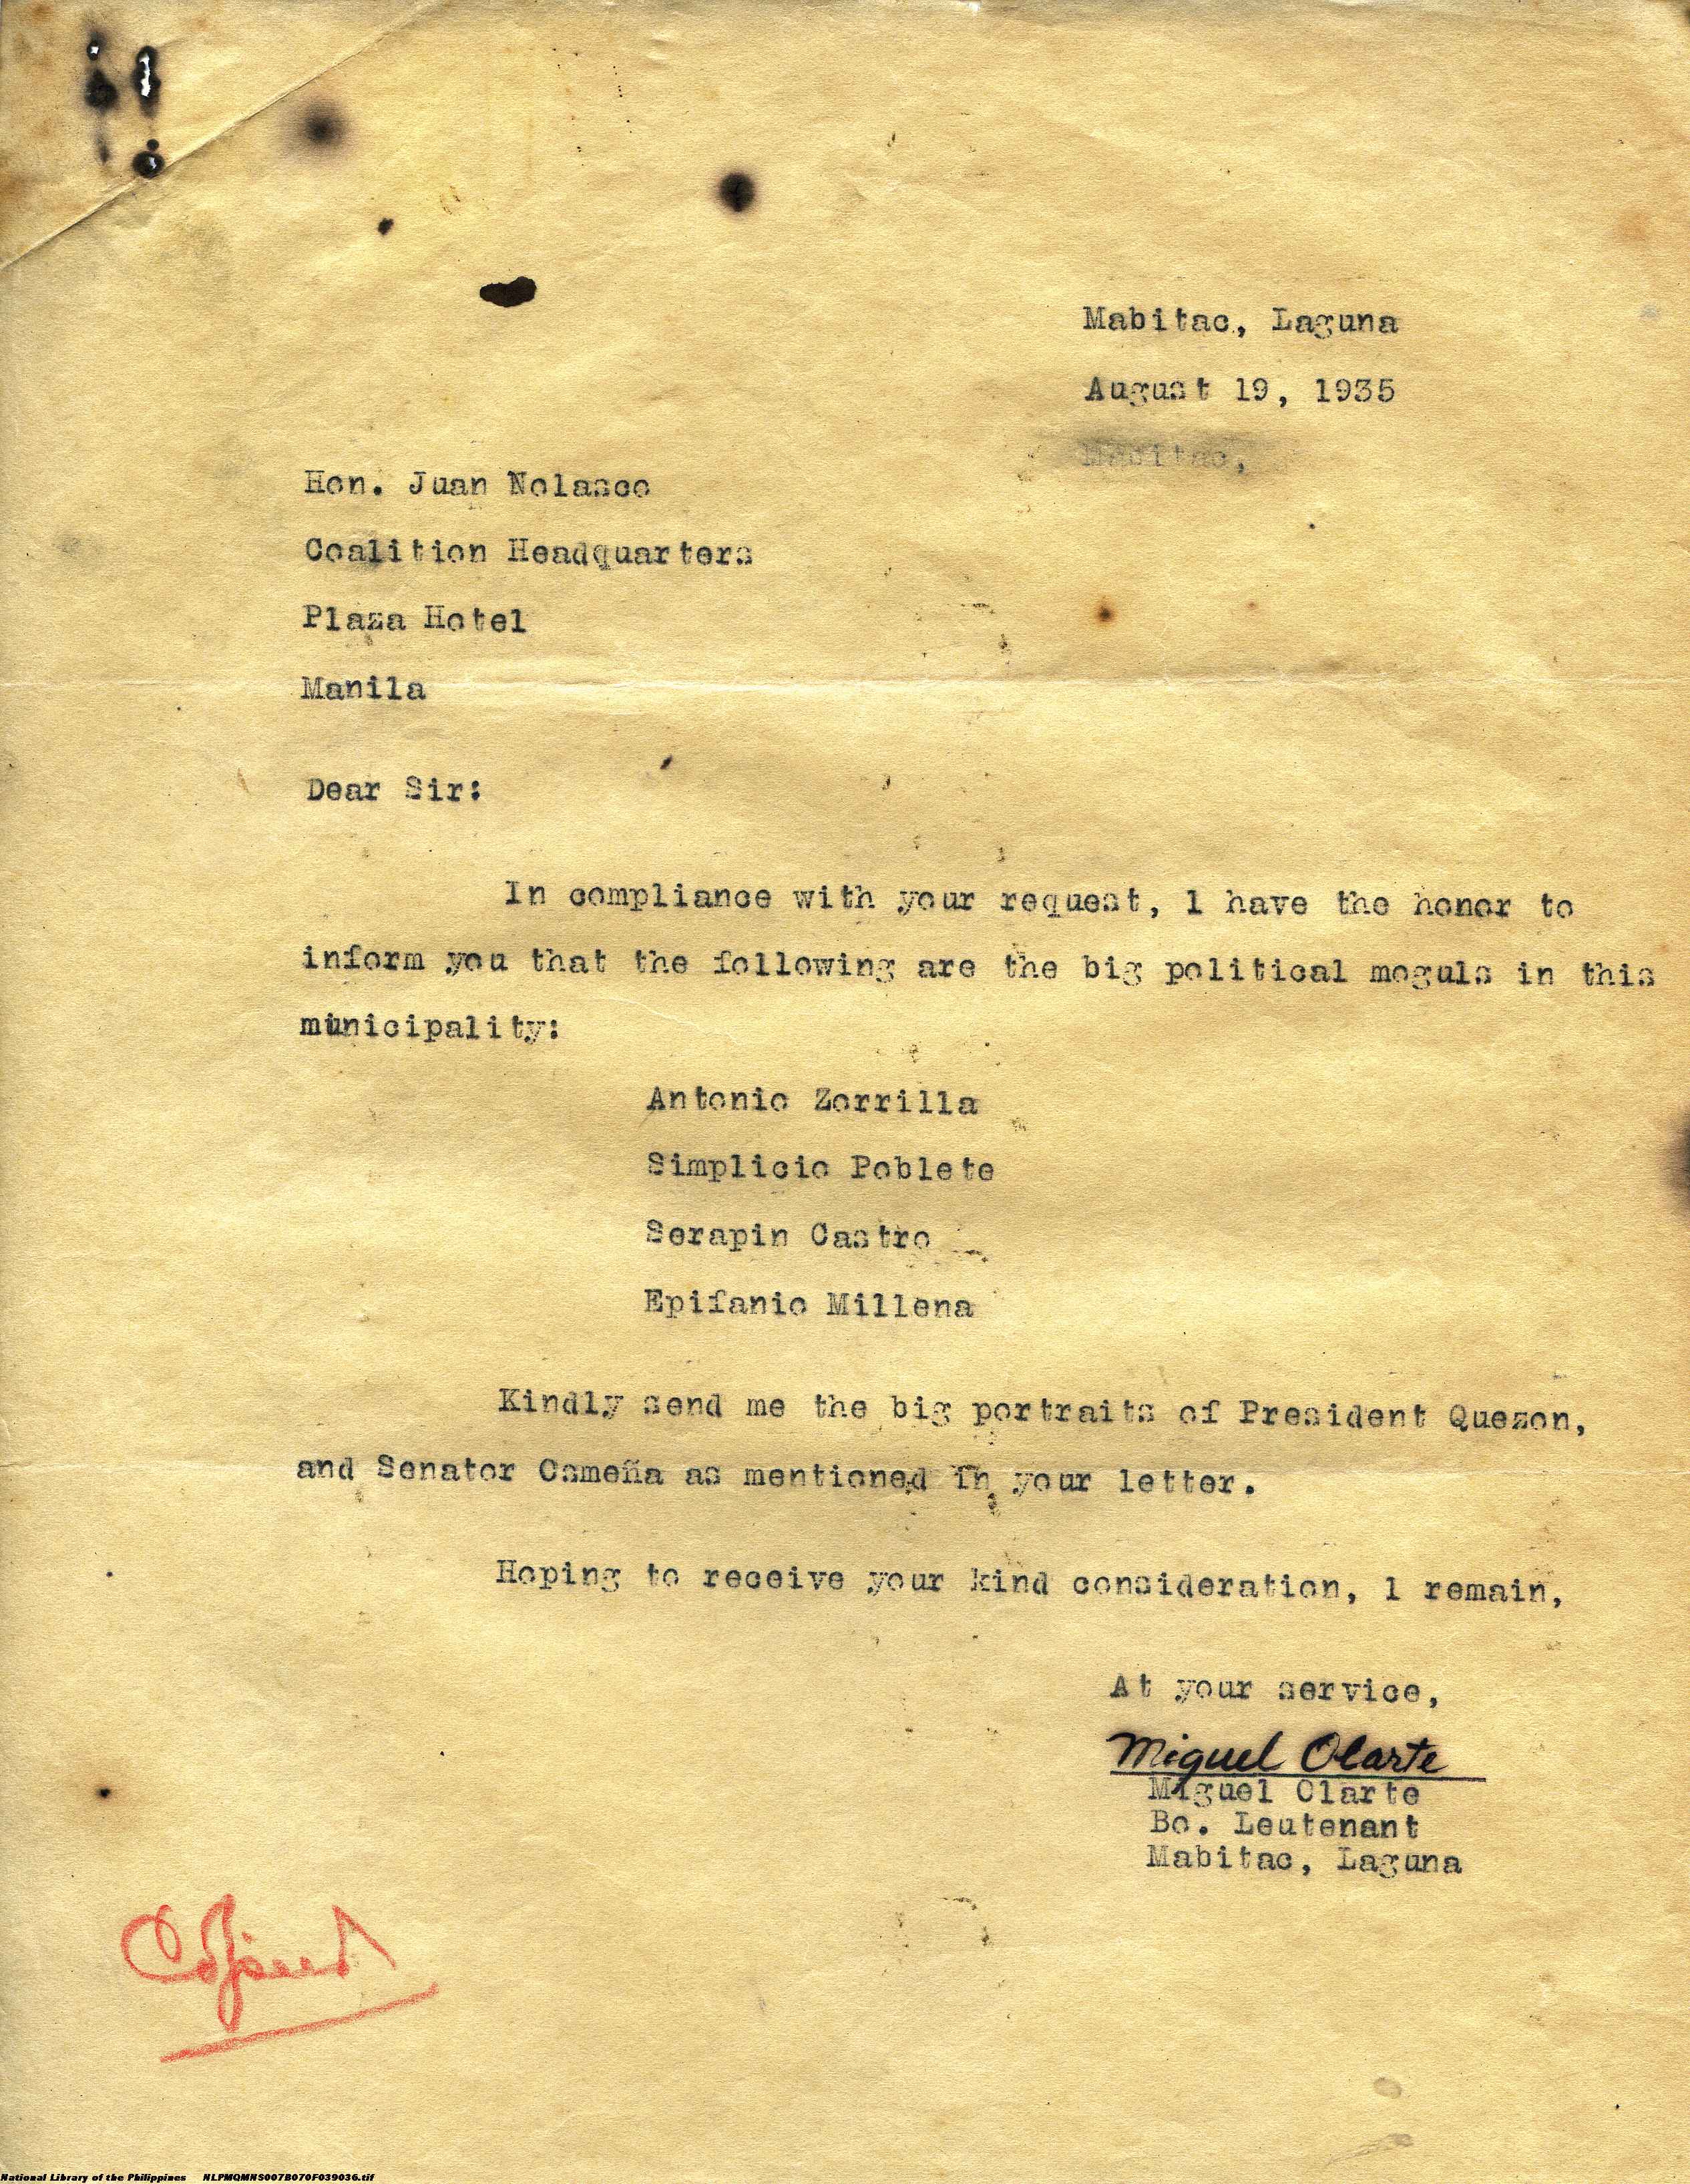 Mabitac, Laguna
August 19, 1935
Mabitac,
Hon. Juan Nolasco
Coalition Headquarters
Plaza Hotel
Manila
Dear Sir:
In compliance with your request, I have the honor to
inform you that the following are the big political moguls in this
municipality:
Antonio Zorrilla
Simplicio Poblete
Serapin Castro
Epifanio Millena
Kindly send me the big portraits of President Quezon,
and Senator Osmeña as mentioned in your letter.
Hoping to receive your kind consideration, I remain,
At your service,
Miguel Olarte
Miguel Olarte
Bo. Leutenant
Mabitac, Laguna
National Library of the Philippines NLPMQMNS007B070F039036.tif